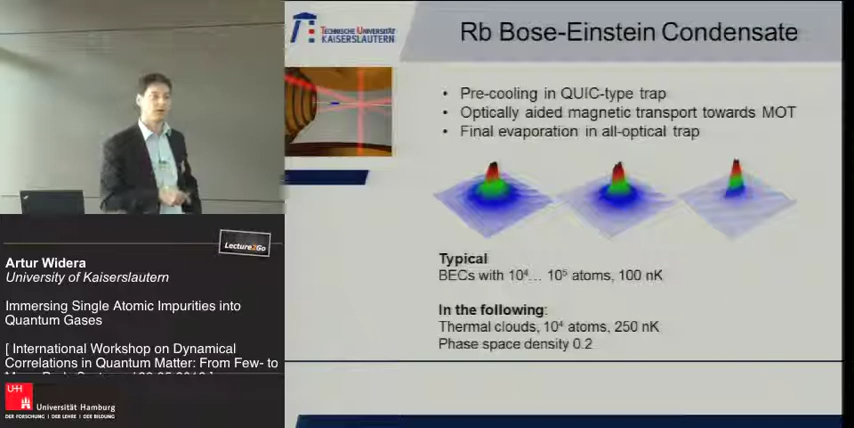 TECHNISCHE UNIVERSITÄT
KAISERSLAUTERN
Rb Bose-Einstein Condensate
• Pre-cooling in QUIC-type trap
• Optically aided magnetic transport towards MOT
• Final evaporation in all-optical trap
Typical
BECs with 10⁴… 10⁵ atoms, 100 nK
In the following:
Thermal clouds, 10⁴ atoms, 250 nK
Phase space density 0.2
Lecture2Go
Artur Widera
University of Kaiserslautern
Immersing Single Atomic Impurities into
Quantum Gases
[ International Workshop on Dynamical
Correlations in Quantum Matter: From Few- to
UHH
Universität Hamburg
DER FORSCHUNG | DER LEHRE | DER BILDUNG